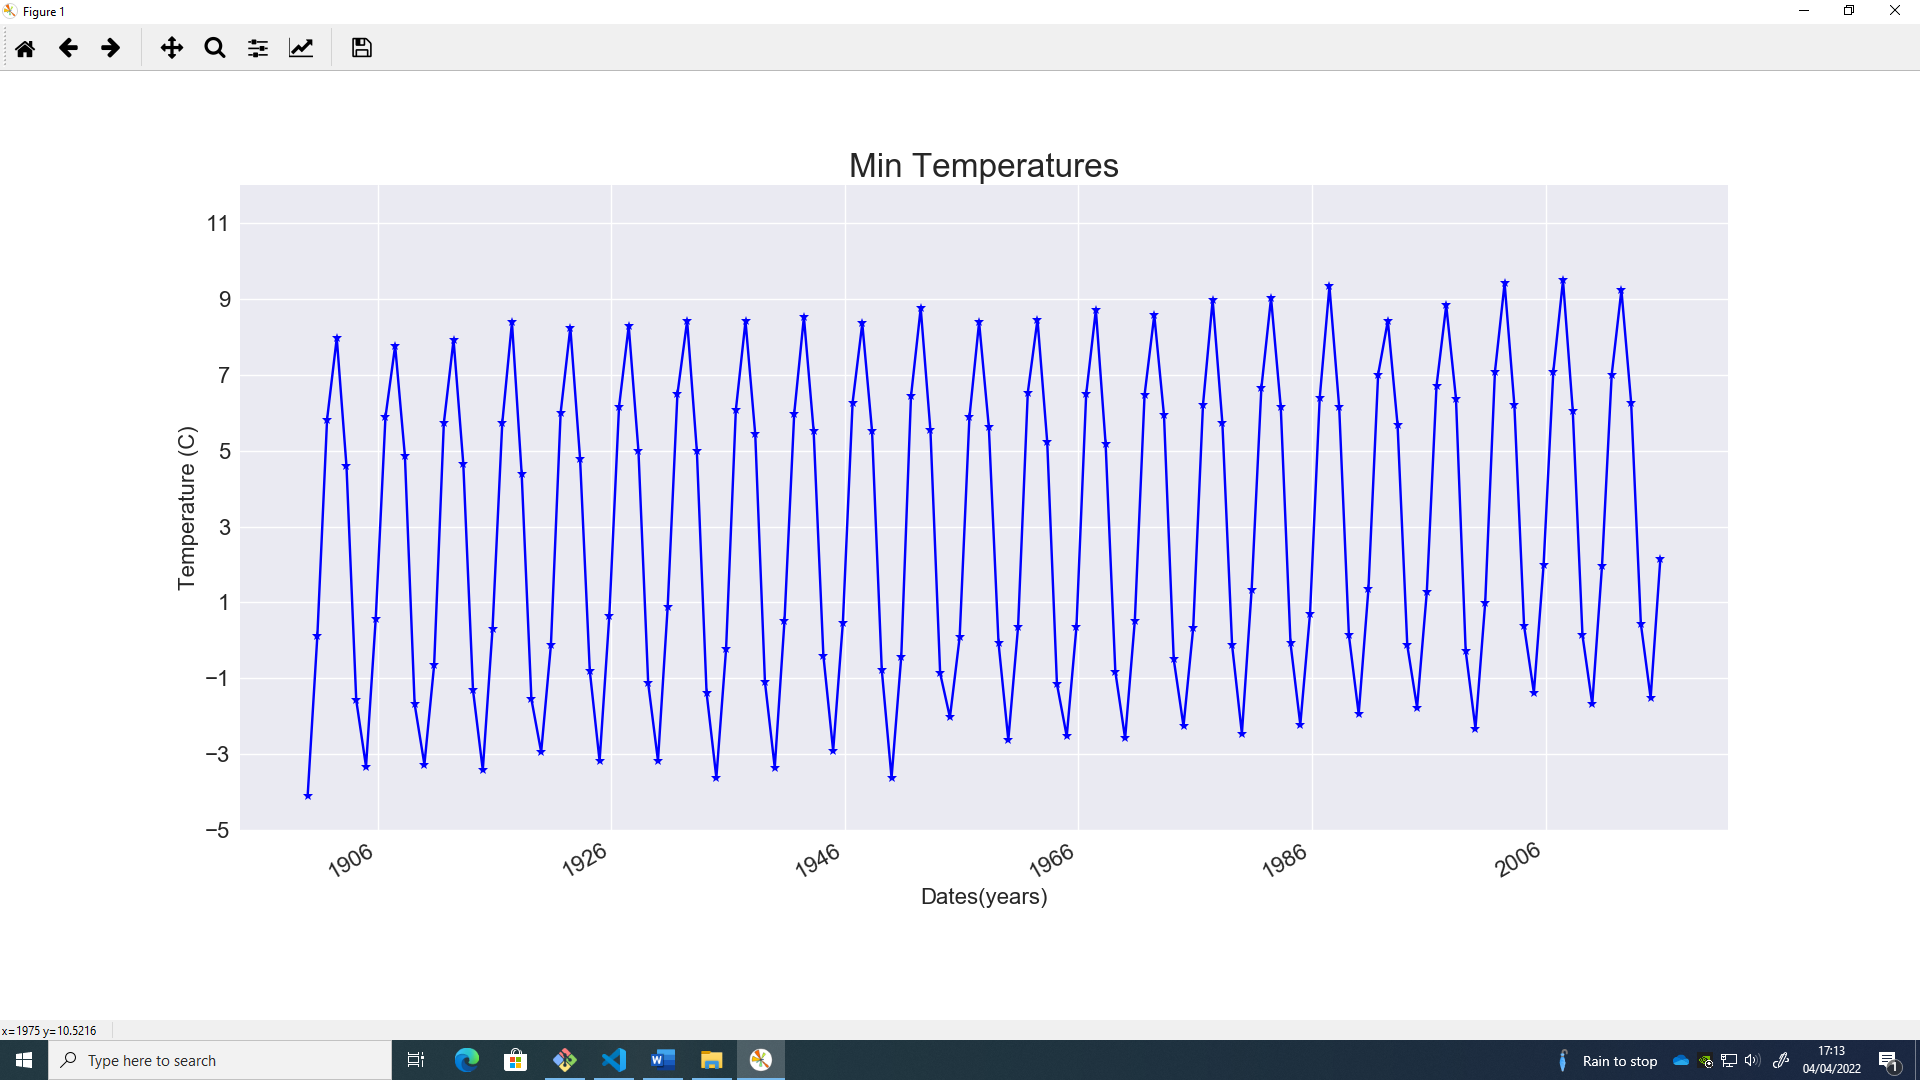 Figure 1
Min Temperatures
11
9
7
5
3
1
−1
−3
−5
Temperature (C)
1906
1926
1946
1966
1986
2006
Dates(years)
x=1975 y=10.5216
Type here to search
W
Rain to stop
17:13
04/04/2022
1